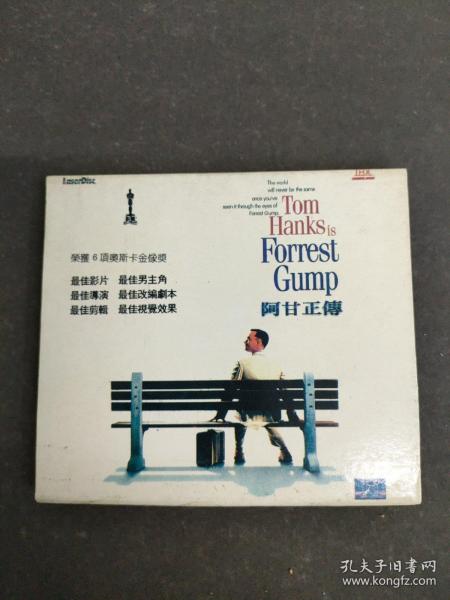 LaserDisc
THX
The world
will never be the same
once you've
seen it through the eyes of
Forrest Gump.
Tom
Hanks is
Forrest
Gump
阿甘正傳
榮獲 6 項奧斯卡金像獎
最佳影片 最佳男主角
最佳導演 最佳改編劇本
最佳剪輯 最佳視覺效果
孔夫子旧书网
www.kongfz.com